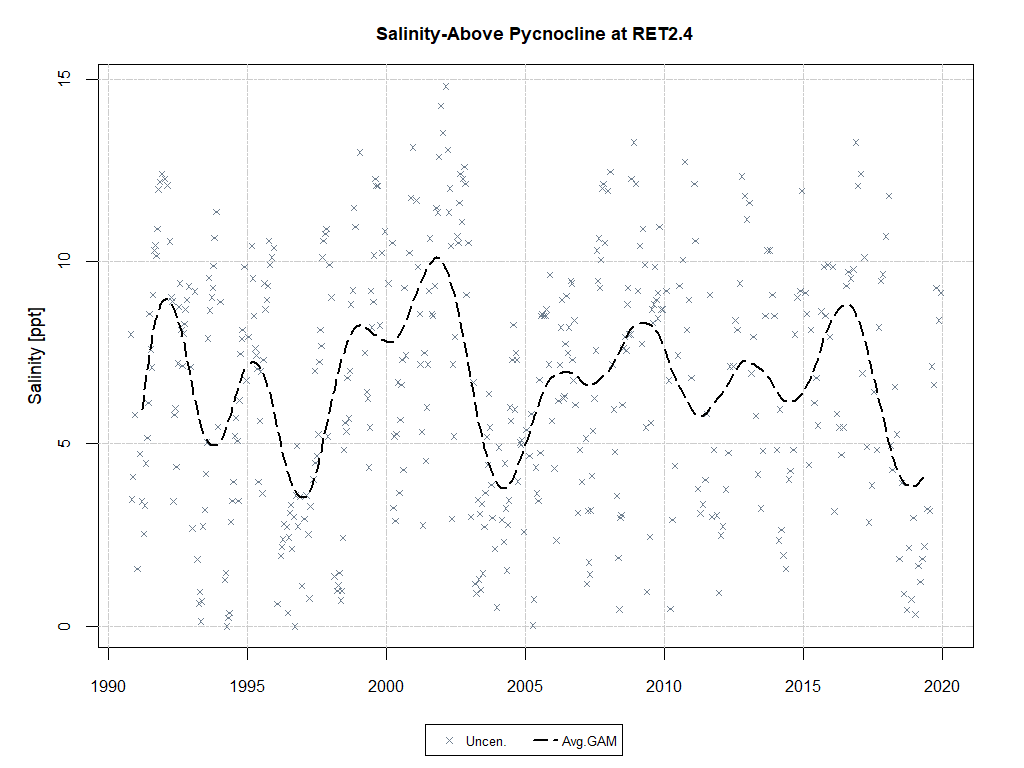 Salinity-Above Pycnocline at RET2.4
Salinity [ppt]
15
10
5
0
1990 1995 2000 2005 2010 2015 2020
Uncen. Avg.GAM